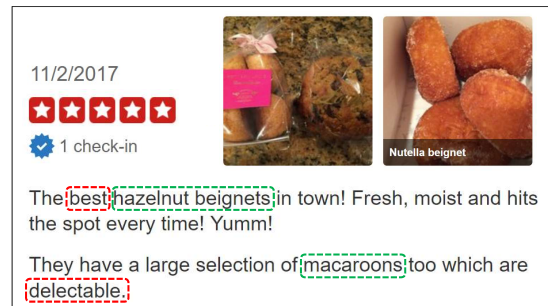 11/2/2017
1 check-in
Nutella beignet
The best hazelnut beignets in town! Fresh, moist and hits
the spot every time! Yumm!
They have a large selection of macaroons too which are
delectable.